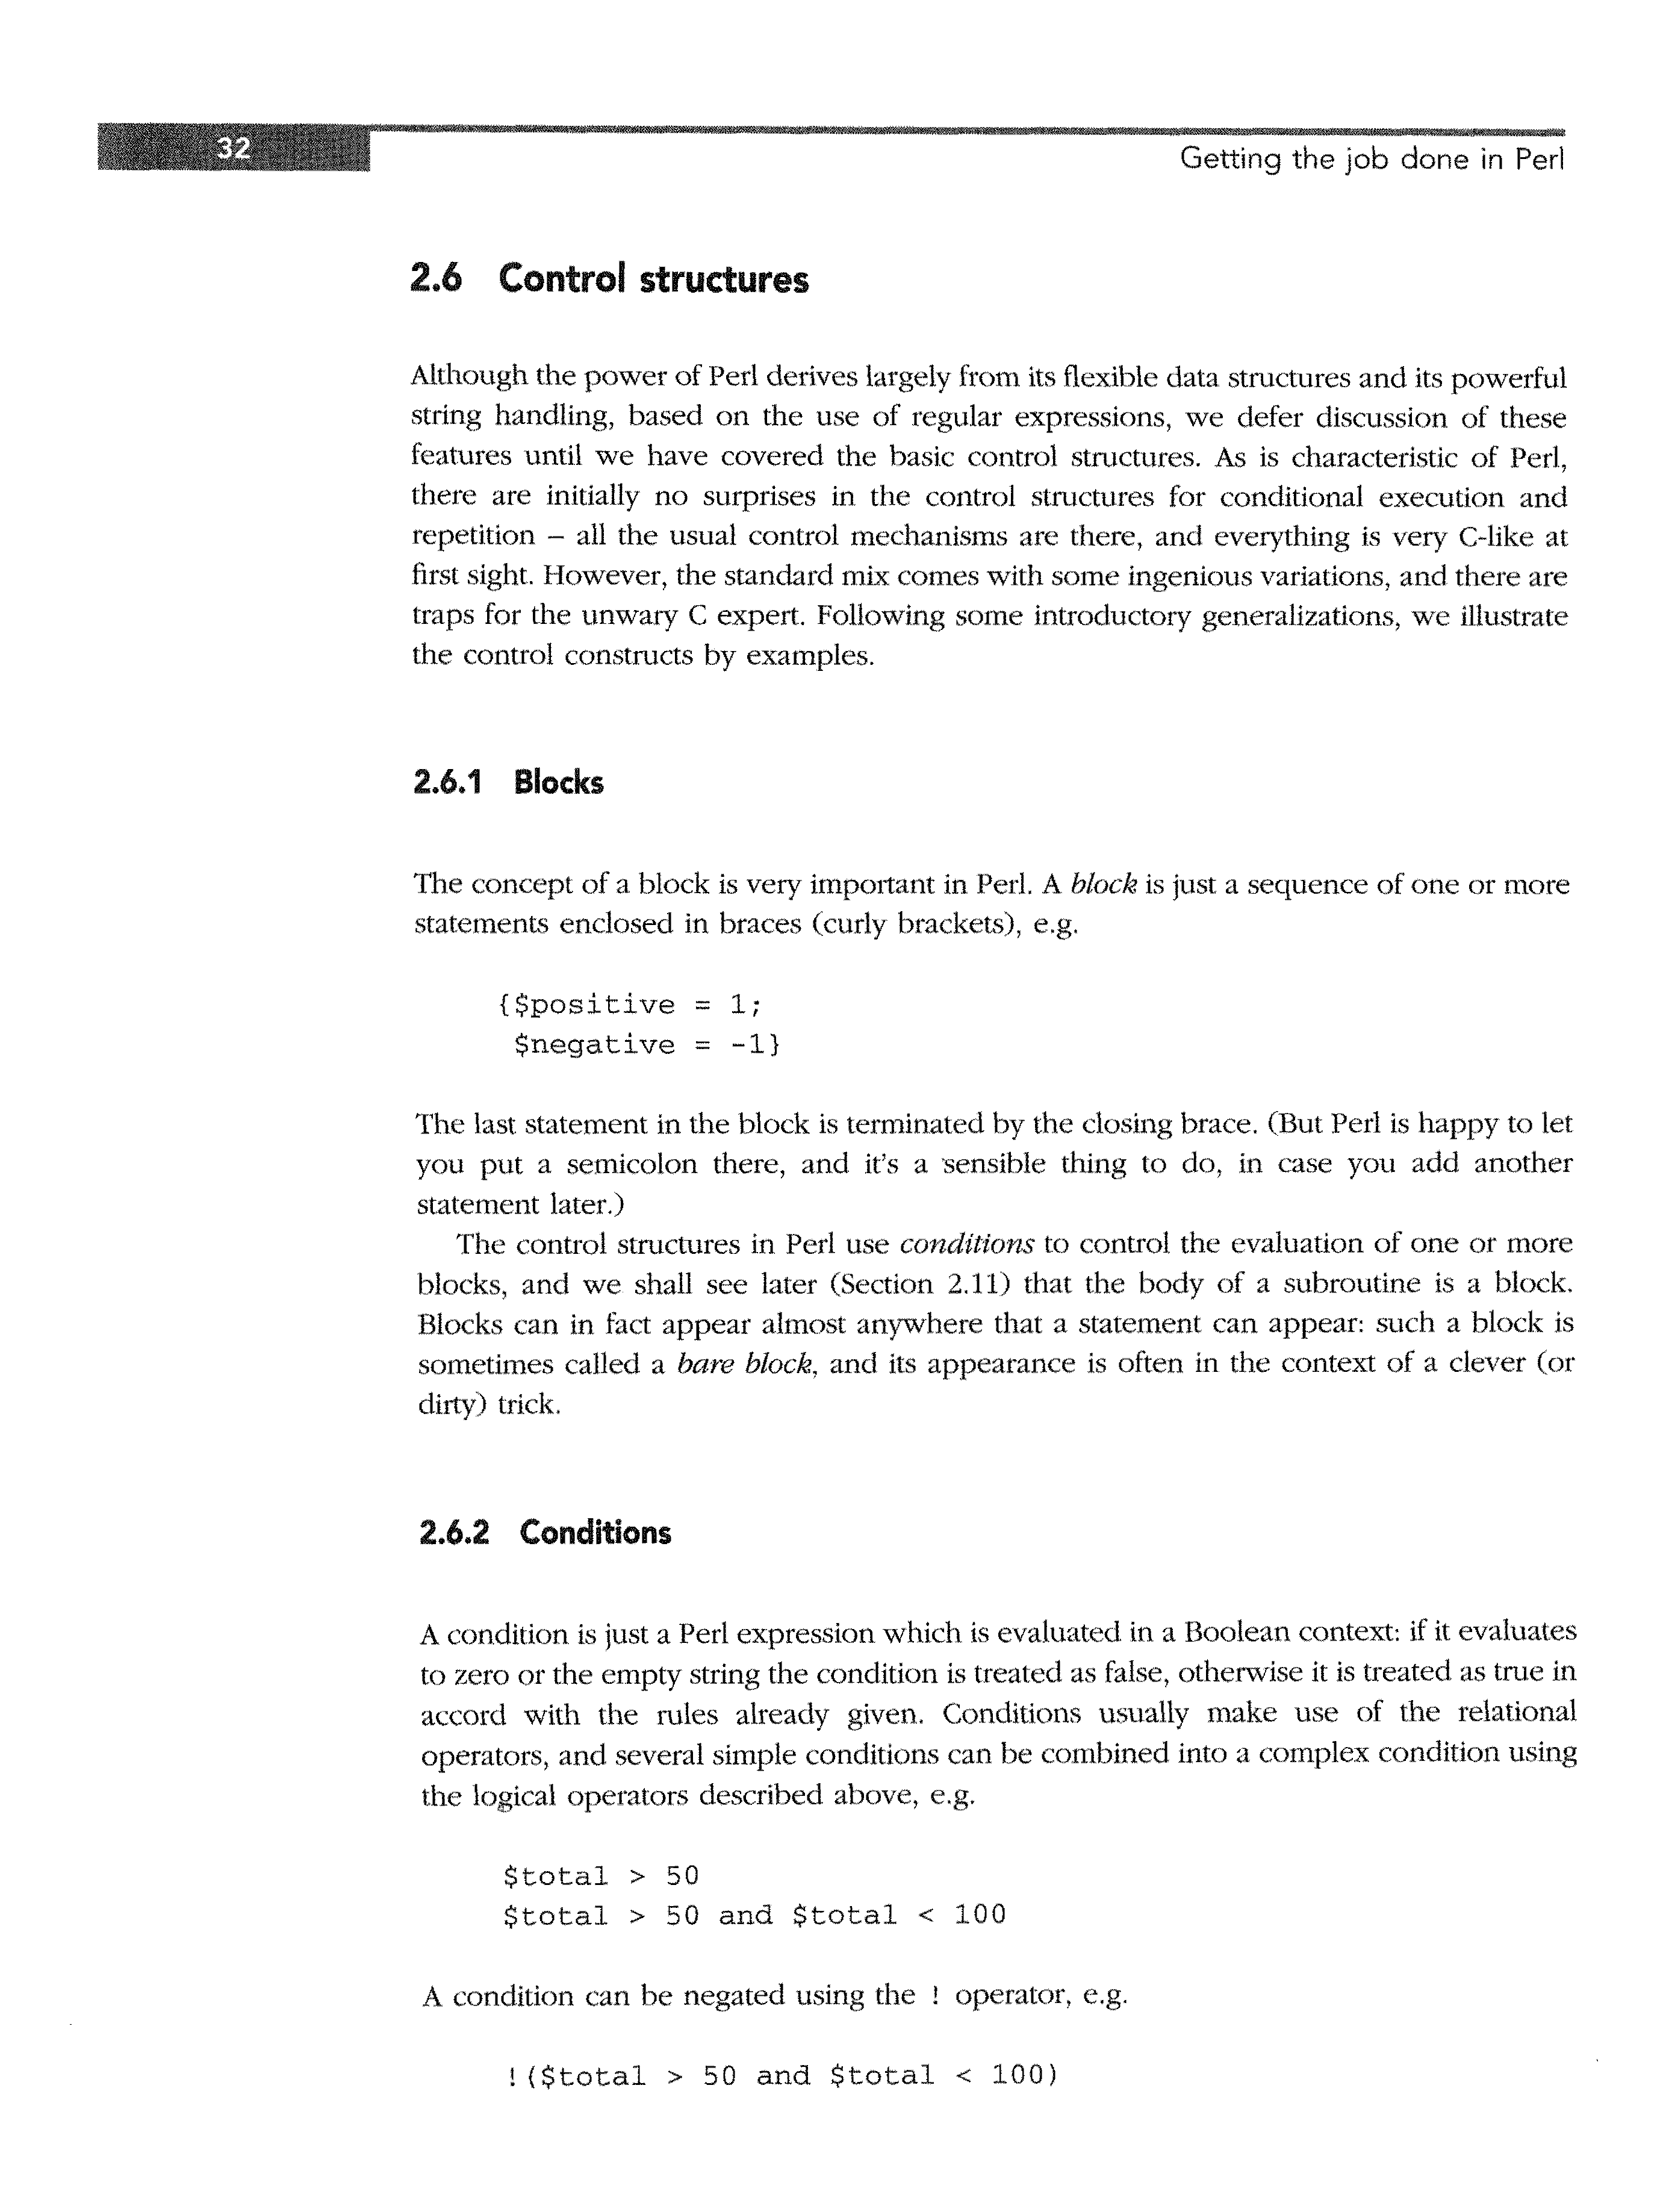 32
Getting the job done in Perl
2.6 Control structures
Although the power of Perl derives largely from its flexible data structures and its powerful
string handling, based on the use of regular expressions, we defer discussion of these
features until we have covered the basic control structures. As is characteristic of Perl,
there are initially no surprises in the control structures for conditional execution and
repetition – all the usual control mechanisms are there, and everything is very C-like at
first sight. However, the standard mix comes with some ingenious variations, and there are
traps for the unwary C expert. Following some introductory generalizations, we illustrate
the control constructs by examples.
2.6.1 Blocks
The concept of a block is very important in Perl. A block is just a sequence of one or more
statements enclosed in braces (curly brackets), e.g.
{$positive = 1;
$negative = -1}
The last statement in the block is terminated by the closing brace. (But Perl is happy to let
you put a semicolon there, and it's a sensible thing to do, in case you add another
statement later.)
The control structures in Perl use conditions to control the evaluation of one or more
blocks, and we shall see later (Section 2.11) that the body of a subroutine is a block.
Blocks can in fact appear almost anywhere that a statement can appear: such a block is
sometimes called a bare block, and its appearance is often in the context of a clever (or
dirty) trick.
2.6.2 Conditions
A condition is just a Perl expression which is evaluated in a Boolean context: if it evaluates
to zero or the empty string the condition is treated as false, otherwise it is treated as true in
accord with the rules already given. Conditions usually make use of the relational
operators, and several simple conditions can be combined into a complex condition using
the logical operators described above, e.g.
$total > 50
$total > 50 and $total < 100
A condition can be negated using the ! operator, e.g.
!($total > 50 and $total < 100)